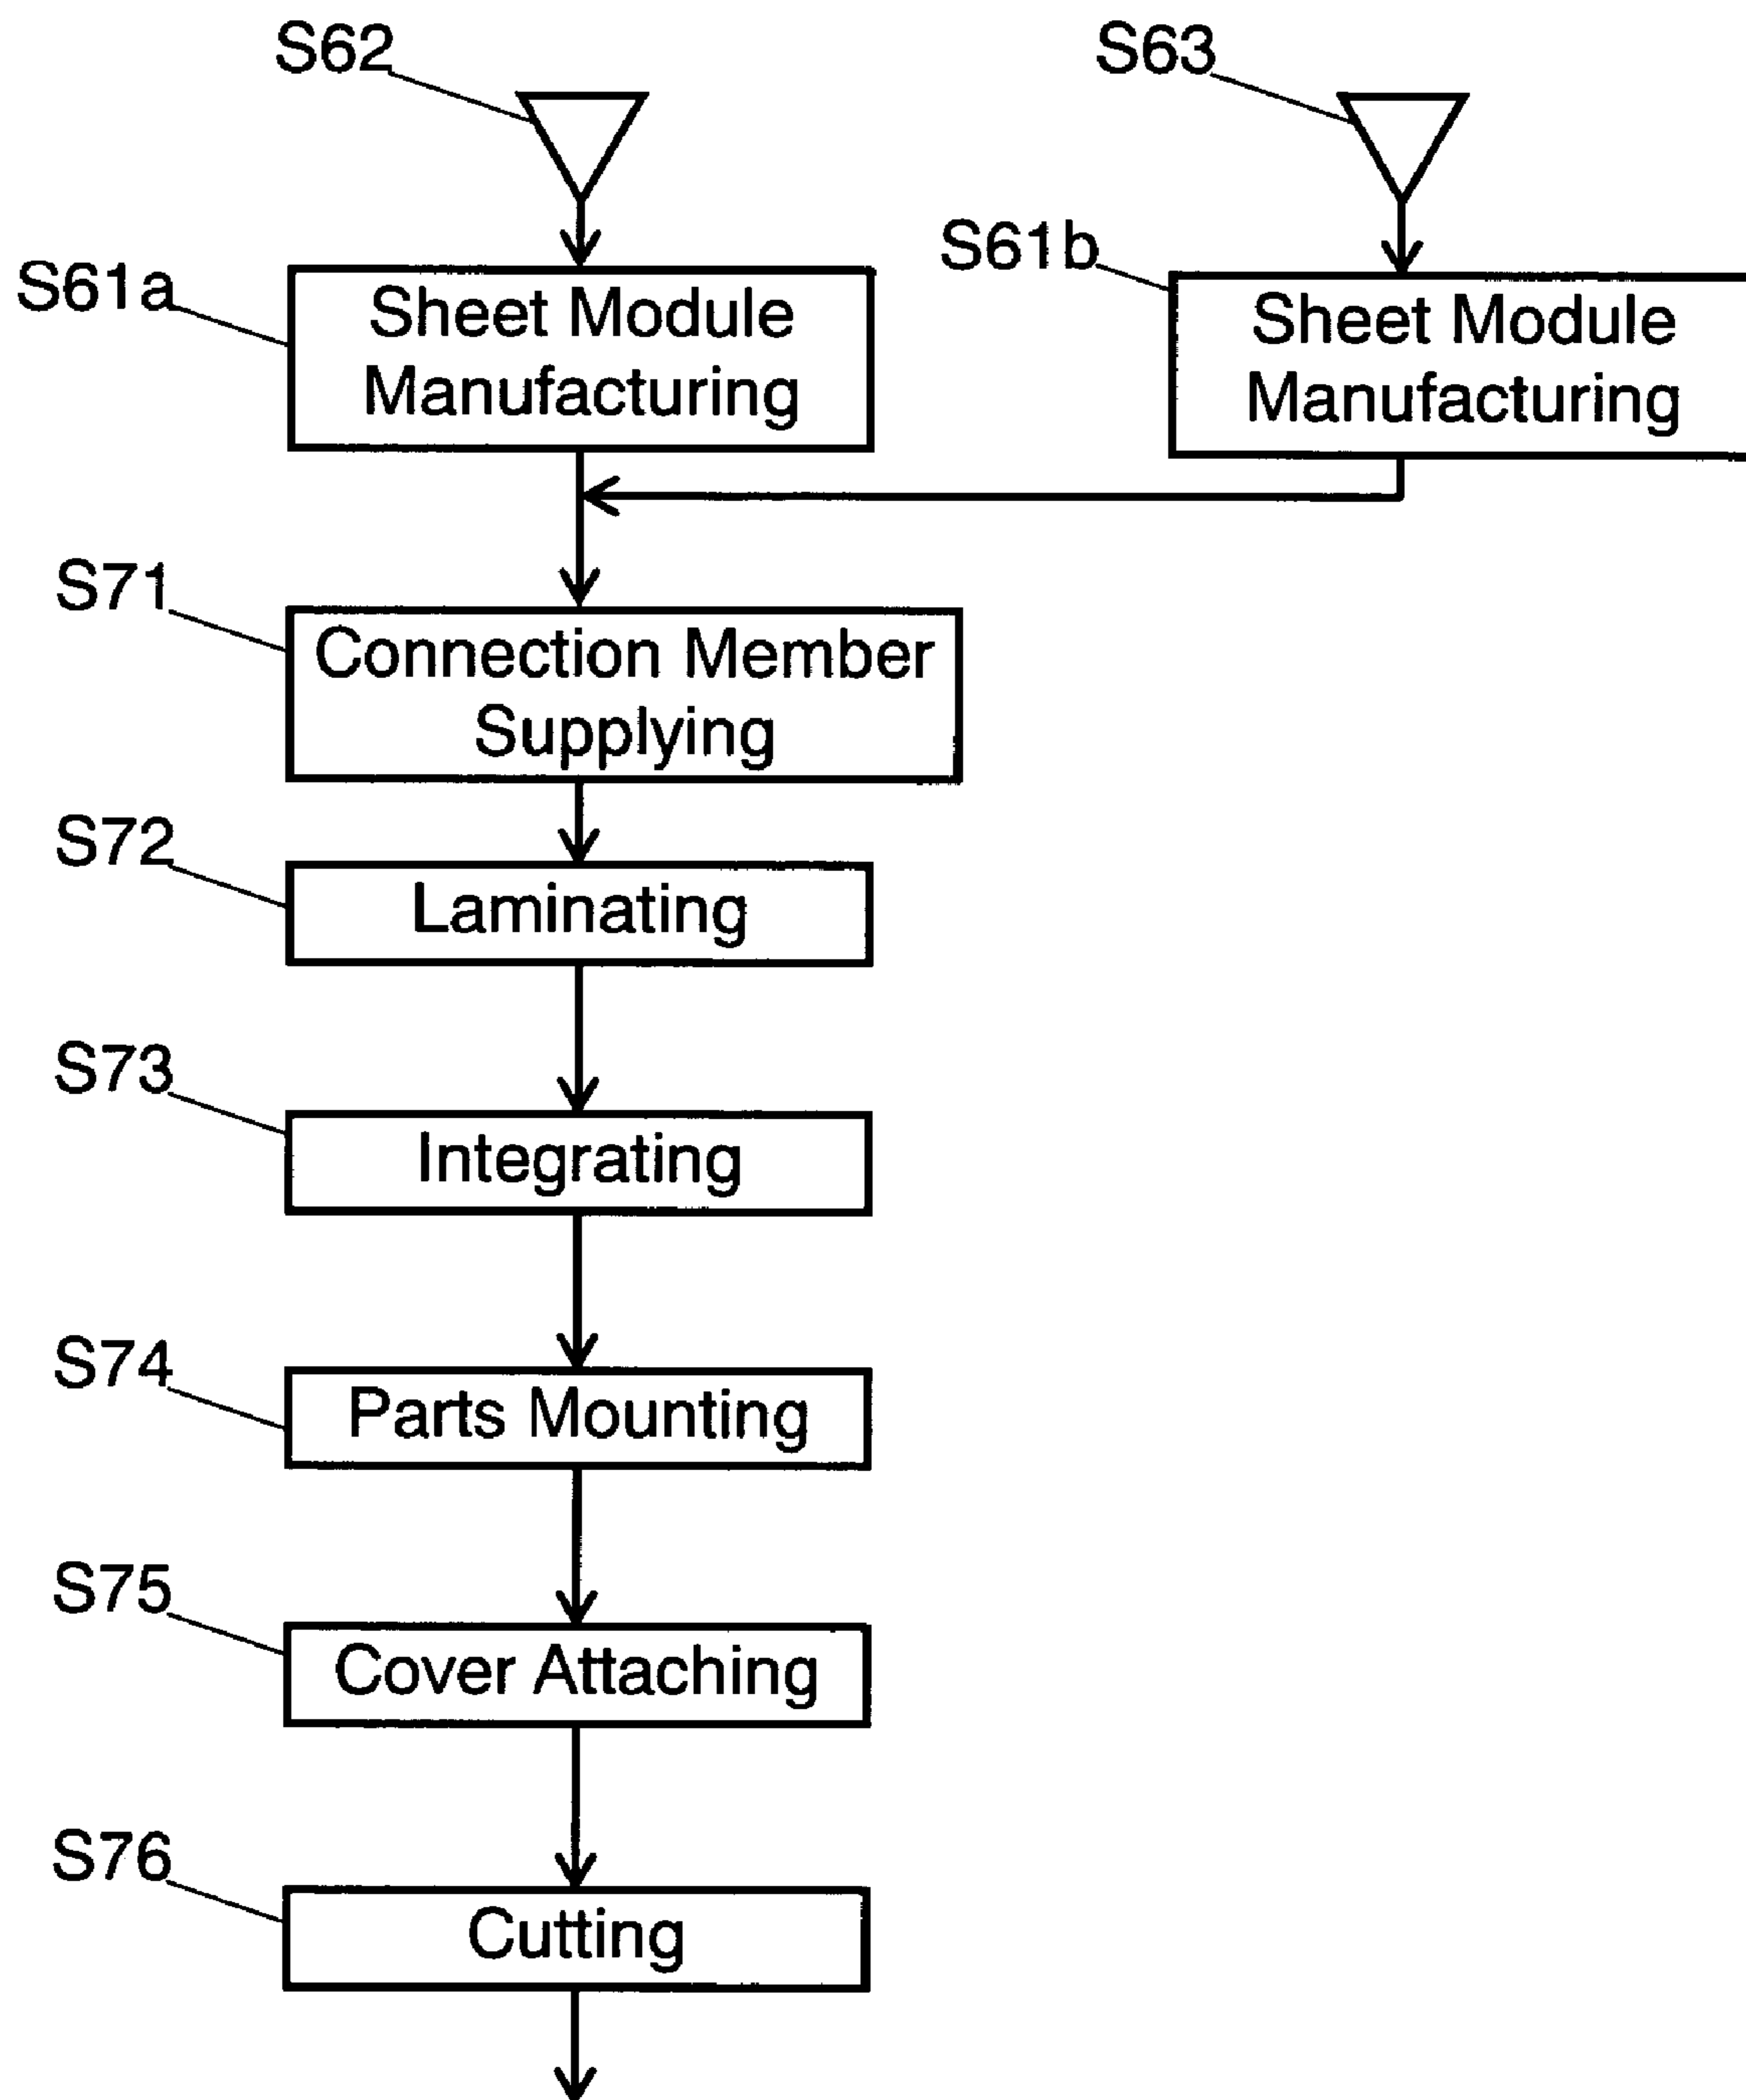 S62
S63
S61a
Sheet Module
Manufacturing
S61b
Sheet Module
Manufacturing
S71
Connection Member
Supplying
S72
Laminating
S73
Integrating
S74
Parts Mounting
S75
Cover Attaching
S76
Cutting